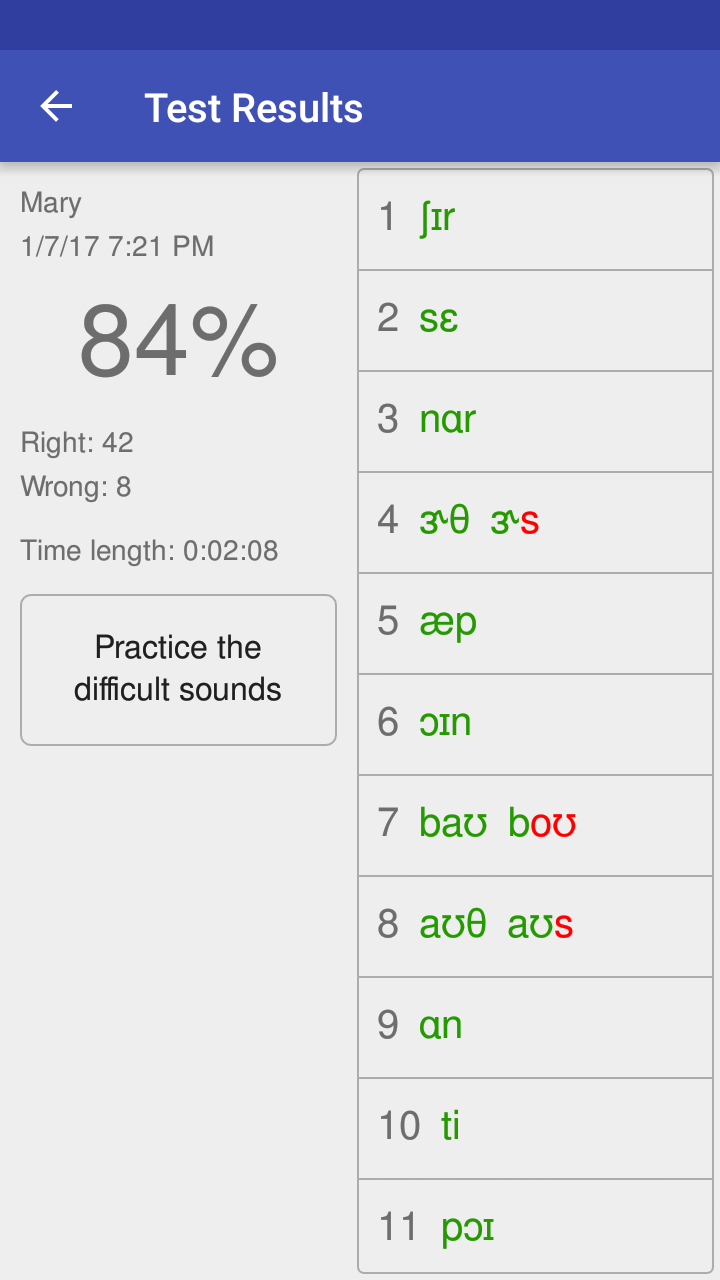 Test Results
Mary
1/7/17 7:21 PM
84%
Right: 42
Wrong: 8
Time length: 0:02:08
Practice the
difficult sounds
1 ʃɪr
2 sɛ
3 nɑr
4 ɝθ ɝs
5 æp
6 ɔɪn
7 baʊ boʊ
8 aʊθ aʊs
9 ɑn
10 ti
11 pɔɪ